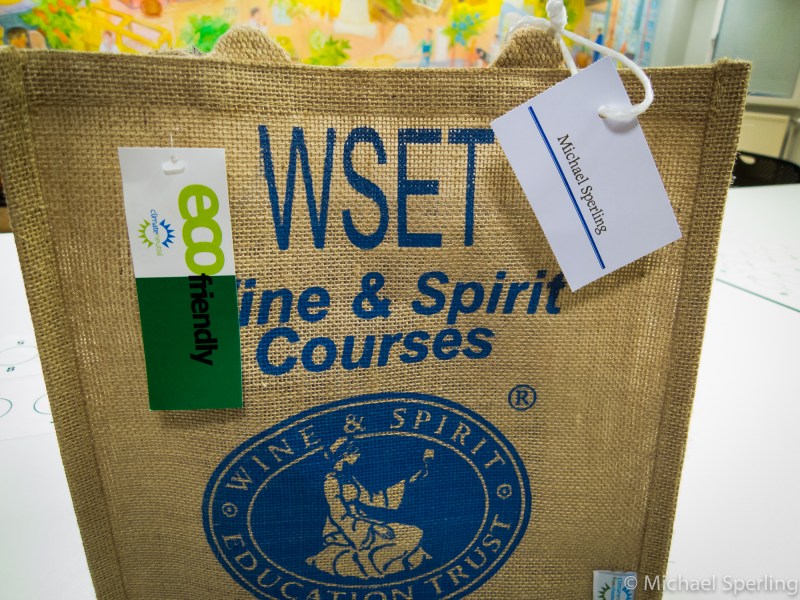 WSET
ine & Spirit
Courses
®
WINE & SPIRIT
EDUCATION TRUST
eco
friendly
Michael Sperling
© Michael Sperling